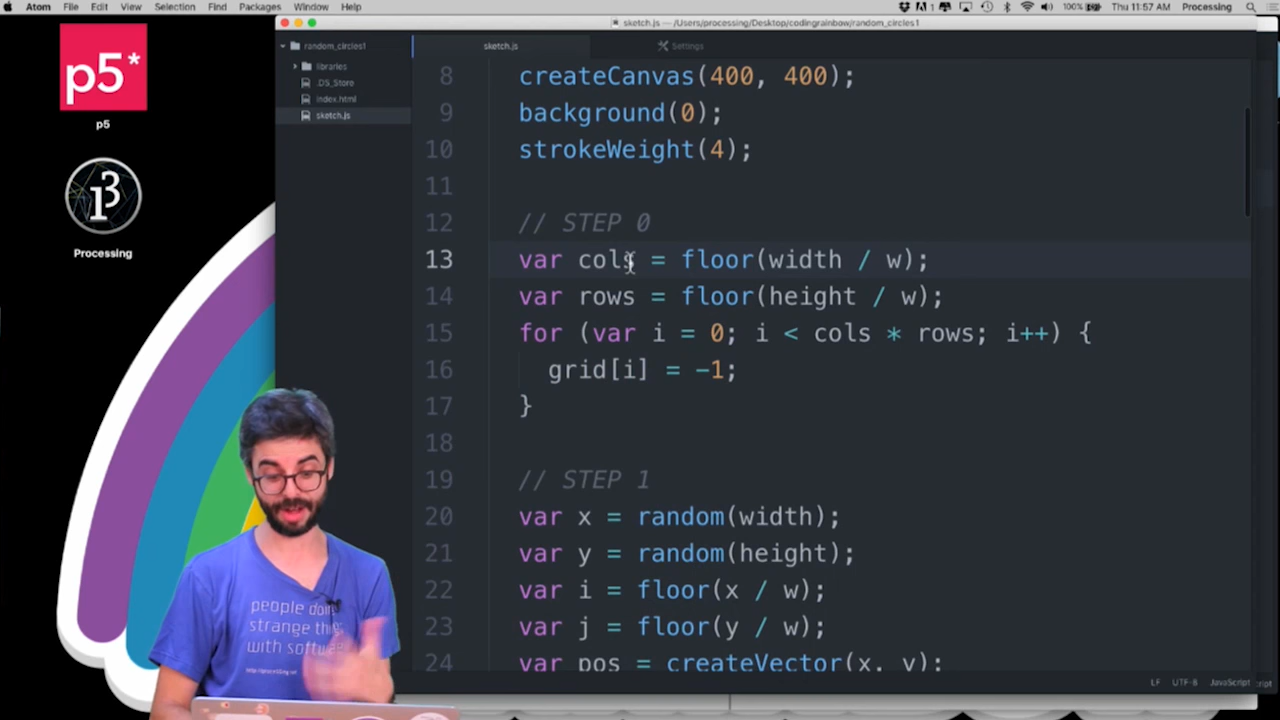 Atom File Edit View Selection Find Packages Window Help
100% Thu 11:57 AM Processing
sketch.js — /Users/processing/Desktop/codingrainbow/random_circles1
random_circles1
libraries
.DS_Store
index.html
sketch.js
sketch.js
Settings
p5*
p5
Processing
8 createCanvas(400, 400);
9 background(0);
10 strokeWeight(4);
11
12 // STEP 0
13 var cols = floor(width / w);
14 var rows = floor(height / w);
15 for (var i = 0; i < cols * rows; i++) {
16 grid[i] = -1;
17 }
18
19 // STEP 1
20 var x = random(width);
21 var y = random(height);
22 var i = floor(x / w);
23 var j = floor(y / w);
24 var pos = createVector(x, y);
people doing
strange things
with software
LF UTF-8 JavaScript